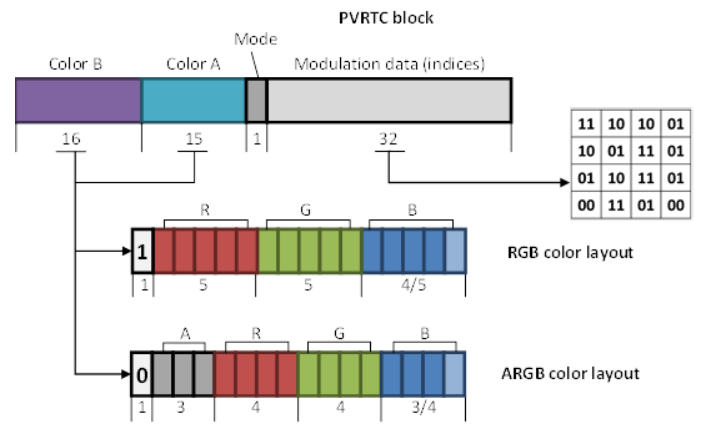 PVRTC block
Mode
Color B Color A Modulation data (indices)
16 15 1 32
11 10 10 01
10 01 11 01
01 10 11 01
00 11 01 00
R G B
1 RGB color layout
1 5 5 4/5
A R G B
0 ARGB color layout
1 3 4 4 3/4